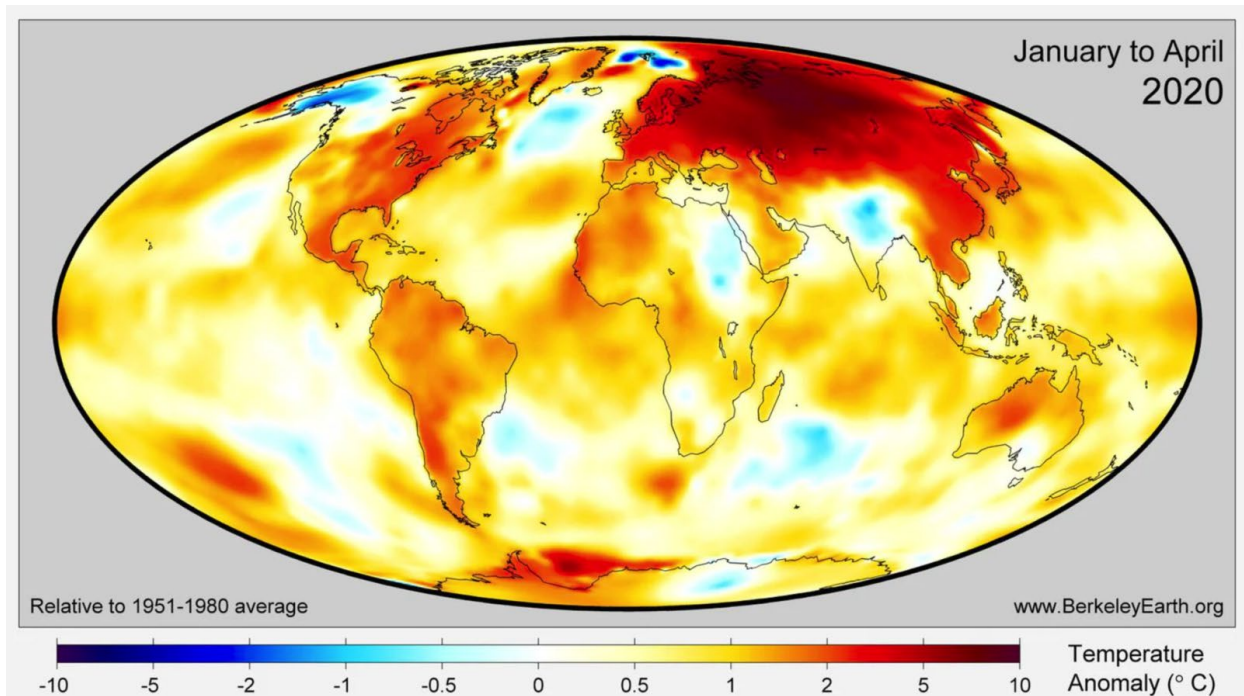 January to April
2020
Relative to 1951-1980 average
www.BerkeleyEarth.org
-10 -5 -2 -1 -0.5 0 0.5 1 2 5 10
Temperature
Anomaly (° C)